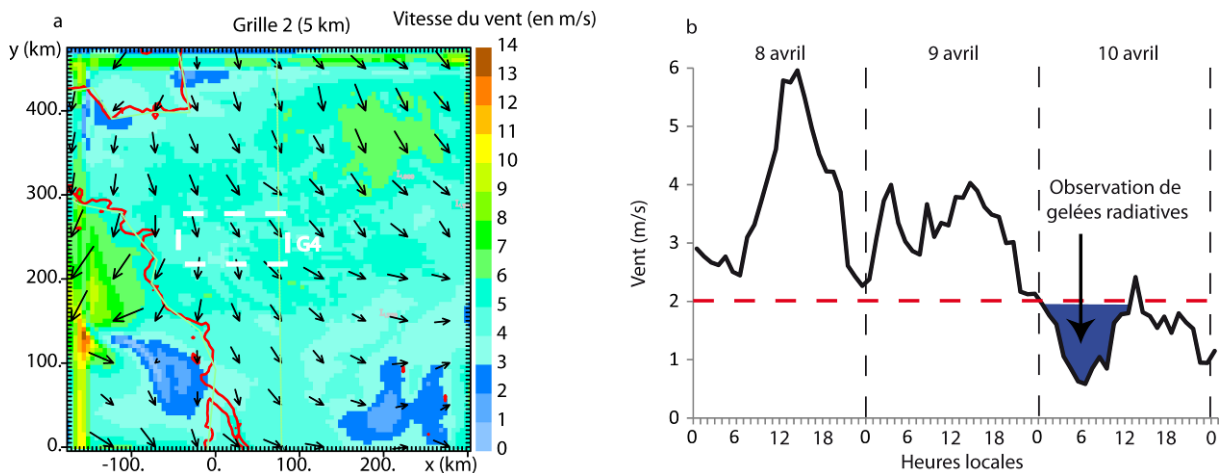 a
Grille 2 (5 km)
Vitesse du vent (en m/s)
y (km)
400.
300.
200.
100.
0.
-100.
0.
100.
200.
x (km)
G4
14
13
12
11
10
9
8
7
6
5
4
3
2
1
0
b
8 avril
9 avril
10 avril
Vent (m/s)
6
5
4
3
2
1
0
Observation de
gelées radiatives
0 6 12 18 0 6 12 18 0 6 12 18 0
Heures locales